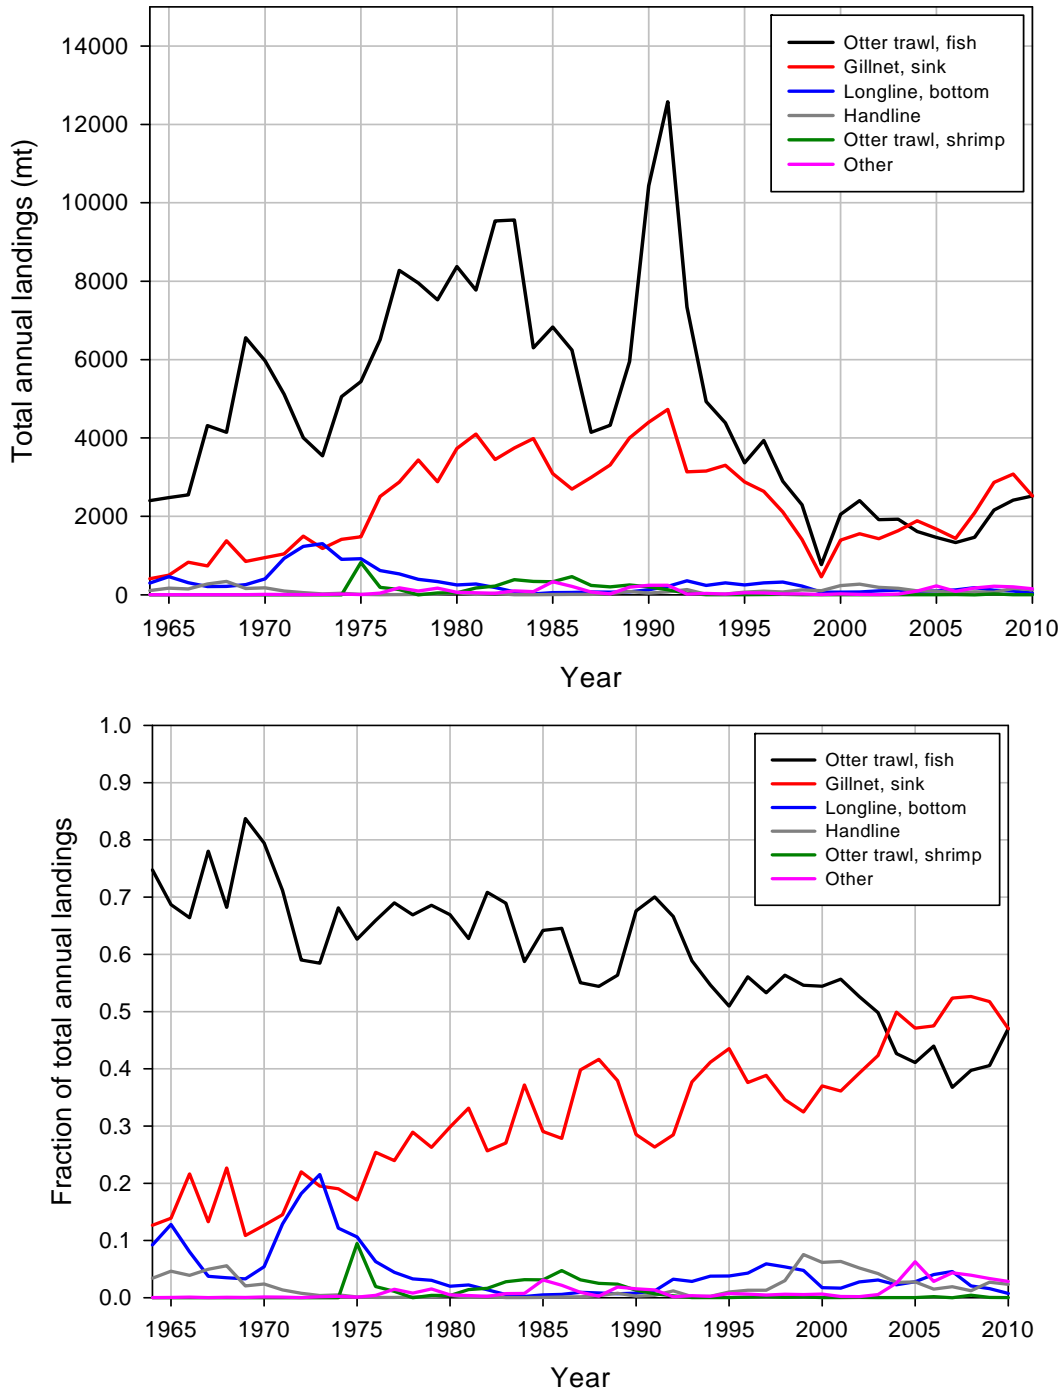 Total annual landings (mt)
14000
12000
10000
8000
6000
4000
2000
0
Otter trawl, fish
Gillnet, sink
Longline, bottom
Handline
Otter trawl, shrimp
Other
1965 1970 1975 1980 1985 1990 1995 2000 2005 2010
Year
Fraction of total annual landings
1.0
0.9
0.8
0.7
0.6
0.5
0.4
0.3
0.2
0.1
0.0
Otter trawl, fish
Gillnet, sink
Longline, bottom
Handline
Otter trawl, shrimp
Other
1965 1970 1975 1980 1985 1990 1995 2000 2005 2010
Year